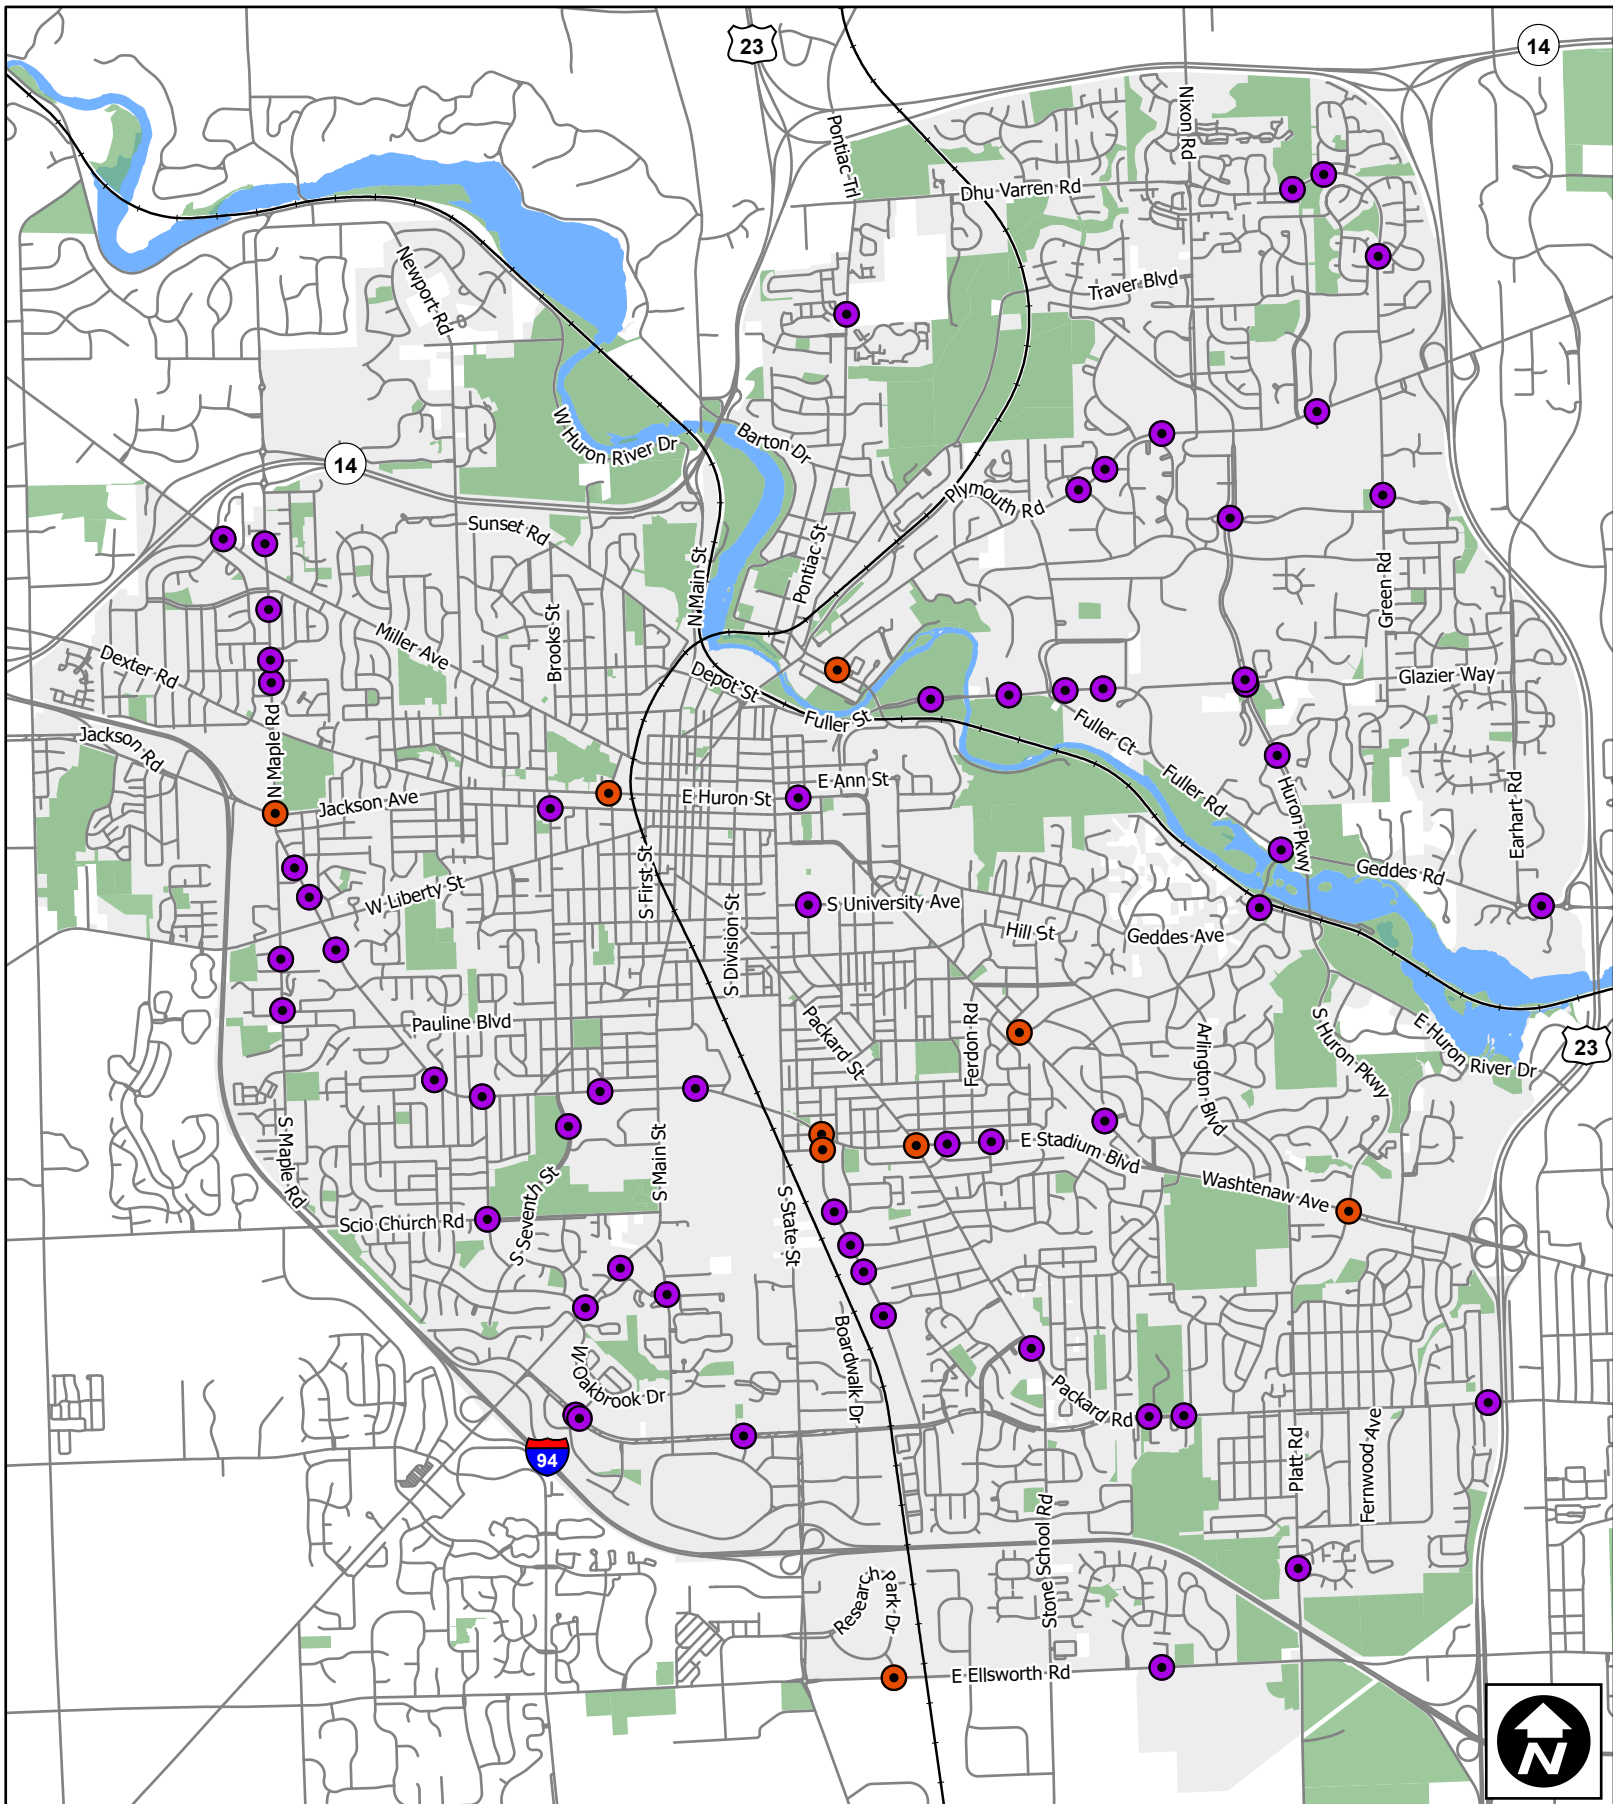 23
14
Nixon Rd
Pontiac Trl
Dhu Varren Rd
Newport Rd
Traver Blvd
W Huron River Dr
Barton Dr
14
Plymouth Rd
Sunset Rd
N Main St
Pontiac St
Green Rd
Brooks St
Miller Ave
Dexter Rd
Depot St
Glazier Way
N Maple Rd
Fuller St
Fuller Ct
Jackson Rd
E Ann St
Fuller Rd
Huron Pkwy
Earhart Rd
Jackson Ave
E Huron St
S First St
Geddes Rd
W Liberty St
S Division St
S University Ave
Hill St
Geddes Ave
Pauline Blvd
Packard St
Ferdon Rd
Arlington Blvd
S Huron Pkwy
E Huron River Dr
23
S Maple Rd
S Main St
E Stadium Blvd
Washtenaw Ave
Scio Church Rd
S Seventh St
S State St
Boardwalk Dr
W Oakbrook Dr
Packard Rd
Platt Rd
Fernwood Ave
94
Stone School Rd
Research Park Dr
E Ellsworth Rd
N